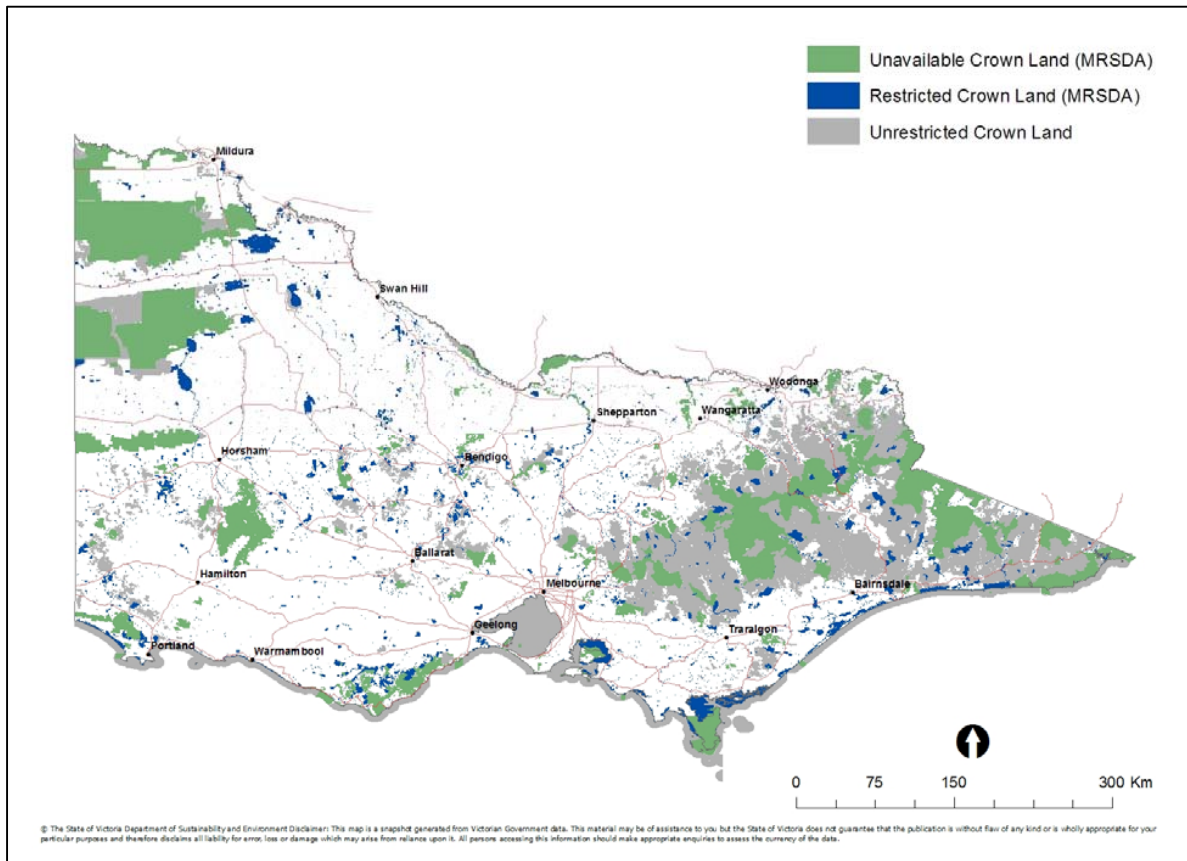 Unavailable Crown Land (MRSDA)
Restricted Crown Land (MRSDA)
Unrestricted Crown Land
Mildura
Swan Hill
Wodonga
Shepparton
Wangaratta
Horsham
Bendigo
Ballarat
Hamilton
Melbourne
Bairnsdale
Geelong
Traralgon
Portland
Warrnambool
0 75 150 300 Km
© The State of Victoria Department of Sustainability and Environment Disclaimer: This map is a snapshot generated from Victorian Government data. This material may be of assistance to you but the State of Victoria does not guarantee that the publication is without flaw of any kind or is wholly appropriate for your
particular purposes and therefore disclaims all liability for error, loss or damage which may arise from reliance upon it. All persons accessing this information should make appropriate enquiries to assess the currency of the data.